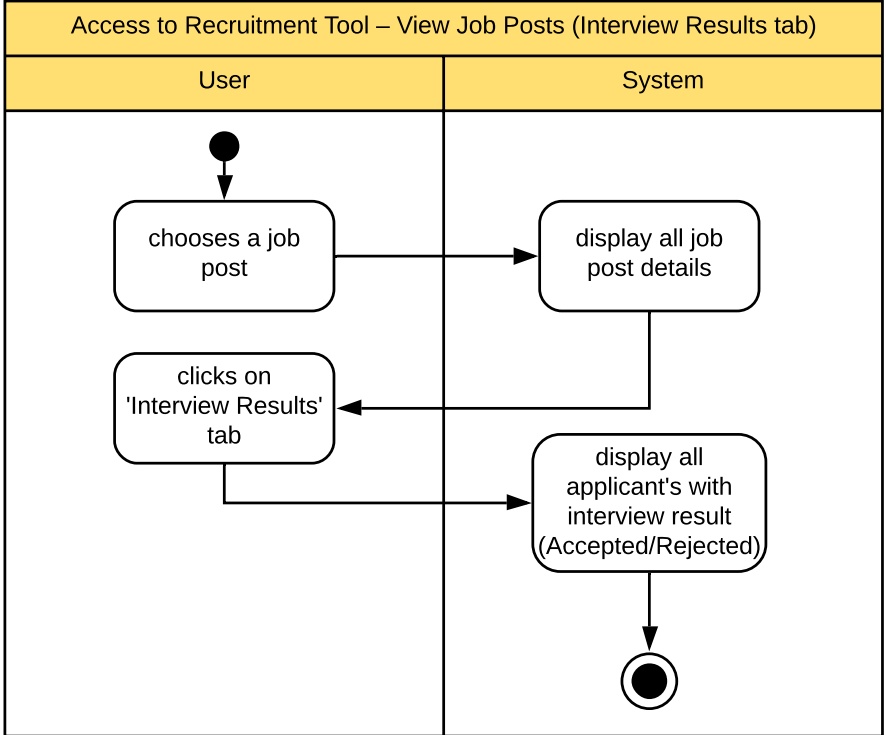 Access to Recruitment Tool – View Job Posts (Interview Results tab)
User
System
chooses a job
post
display all job
post details
clicks on
'Interview Results'
tab
display all
applicant's with
interview result
(Accepted/Rejected)